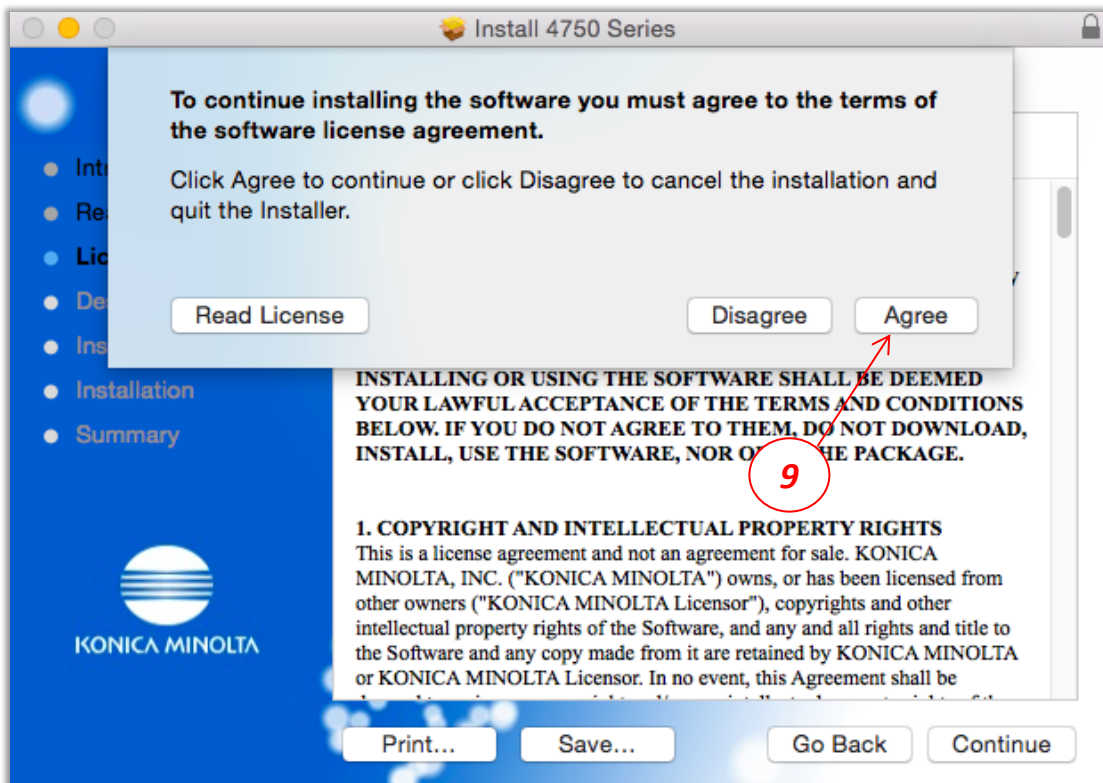 Install 4750 Series
To continue installing the software you must agree to the terms of
the software license agreement.
Click Agree to continue or click Disagree to cancel the installation and
quit the Installer.
Read License
Disagree
Agree
Lic
Installation
Summary
KONICA MINOLTA
INSTALLING OR USING THE SOFTWARE SHALL BE DEEMED
YOUR LAWFUL ACCEPTANCE OF THE TERMS AND CONDITIONS
BELOW. IF YOU DO NOT AGREE TO THEM, DO NOT DOWNLOAD,
INSTALL, USE THE SOFTWARE, NOR PACKAGE.
9
1. COPYRIGHT AND INTELLECTUAL PROPERTY RIGHTS
This is a license agreement and not an agreement for sale. KONICA
MINOLTA, INC. ("KONICA MINOLTA") owns, or has been licensed from
other owners ("KONICA MINOLTA Licensor"), copyrights and other
intellectual property rights of the Software, and any and all rights and title to
the Software and any copy made from it are retained by KONICA MINOLTA
or KONICA MINOLTA Licensor. In no event, this Agreement shall be
Print...
Save...
Go Back
Continue